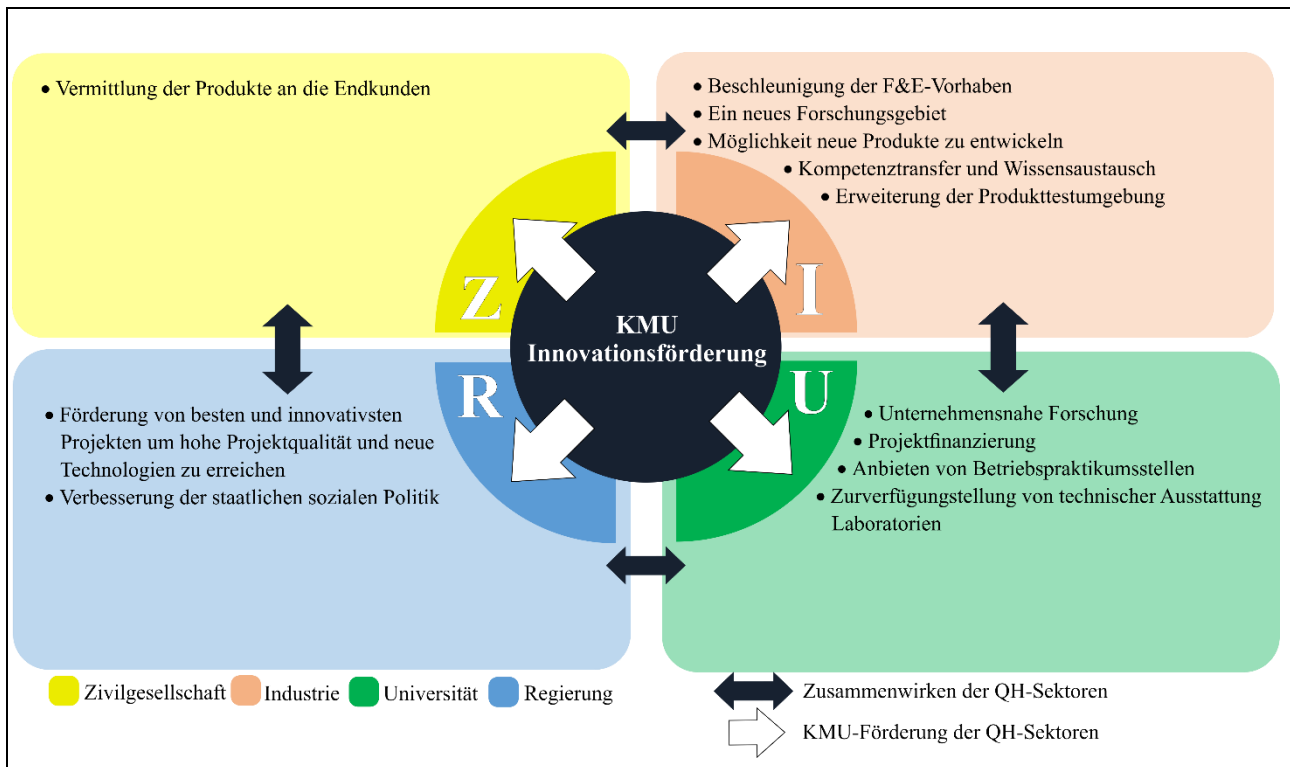 • Vermittlung der Produkte an die Endkunden
• Beschleunigung der F&E-Vorhaben
• Ein neues Forschungsgebiet
• Möglichkeit neue Produkte zu entwickeln
• Kompetenztransfer und Wissensaustausch
• Erweiterung der Produkttestumgebung
Z
I
KMU
Innovationsförderung
R
U
• Förderung von besten und innovativsten
Projekten um hohe Projektqualität und neue
Technologien zu erreichen
• Verbesserung der staatlichen sozialen Politik
• Unternehmensnahe Forschung
• Projektfinanzierung
• Anbieten von Betriebspraktikumsstellen
• Zurverfügungstellung von technischer Ausstattung
Laboratorien
Zivilgesellschaft
Industrie
Universität
Regierung
Zusammenwirken der QH-Sektoren
KMU-Förderung der QH-Sektoren